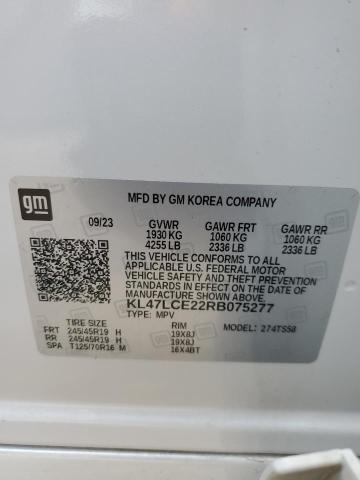 gm
MFD BY GM KOREA COMPANY
09/23 GVWR GAWR FRT GAWR RR
1930 KG 1060 KG 1060 KG
4255 LB 2336 LB 2336 LB
THIS VEHICLE CONFORMS TO ALL
APPLICABLE U.S. FEDERAL MOTOR
VEHICLE SAFETY AND THEFT PREVENTION
STANDARDS IN EFFECT ON THE DATE OF
MANUFACTURE SHOWN ABOVE.
KL47LCE22RB075277
TYPE: MPV MODEL: 274TS58
TIRE SIZE RIM
FRT 245/45R19 H 19X8J
RR 245/45R19 H 19X8J
SPA T125/70R16 M 16X4BT